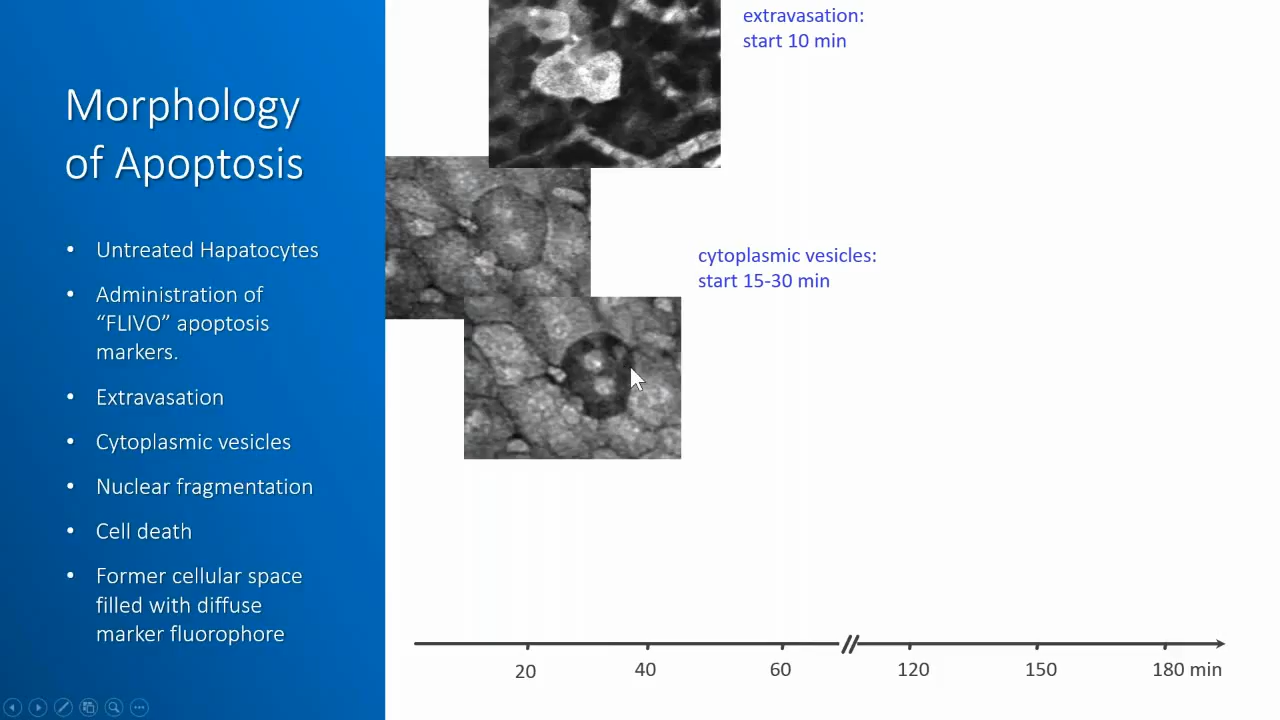 Morphology
of Apoptosis
• Untreated Hapatocytes
• Administration of
“FLIVO” apoptosis
markers.
• Extravasation
• Cytoplasmic vesicles
• Nuclear fragmentation
• Cell death
• Former cellular space
filled with diffuse
marker fluorophore
extravasation:
start 10 min
cytoplasmic vesicles:
start 15-30 min
20 40 60 120 150 180 min